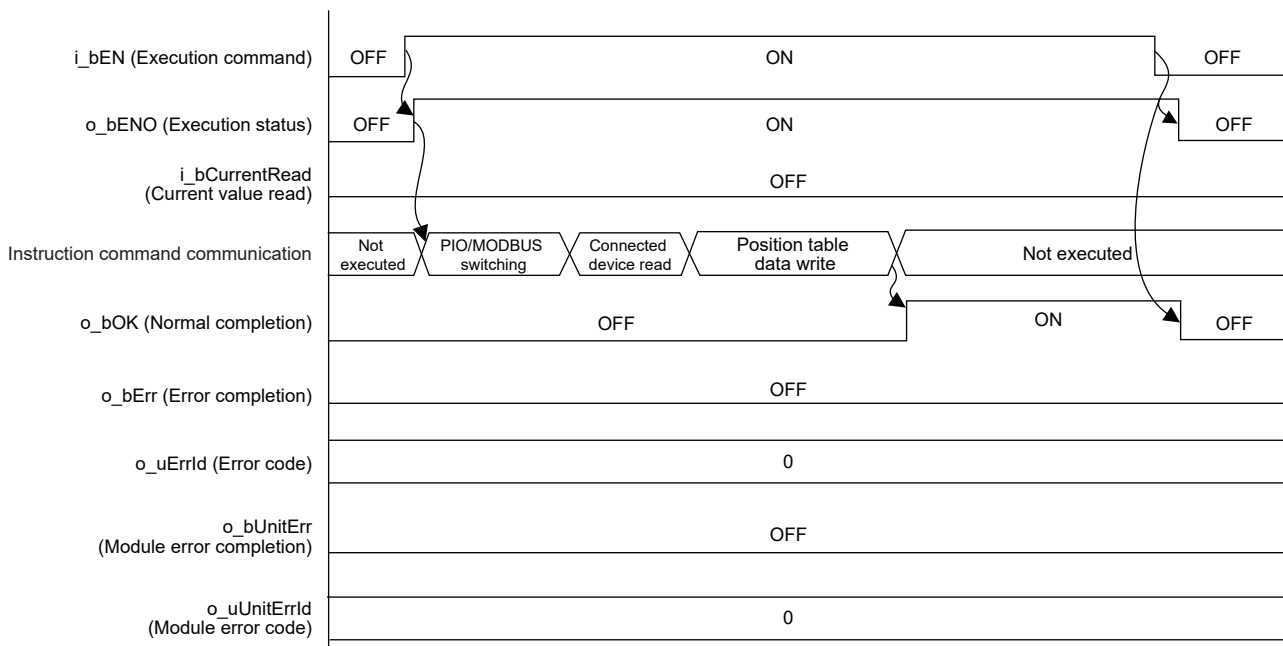 i_bEN (Execution command)
OFF
ON
OFF
o_bENO (Execution status)
OFF
ON
OFF
i_bCurrentRead
(Current value read)
OFF
Instruction command communication
Not
executed
PIO/MODBUS
switching
Connected
device read
Position table
data write
Not executed
o_bOK (Normal completion)
OFF
ON
OFF
o_bErr (Error completion)
OFF
o_uErrId (Error code)
0
o_bUnitErr
(Module error completion)
OFF
o_uUnitErrId
(Module error code)
0